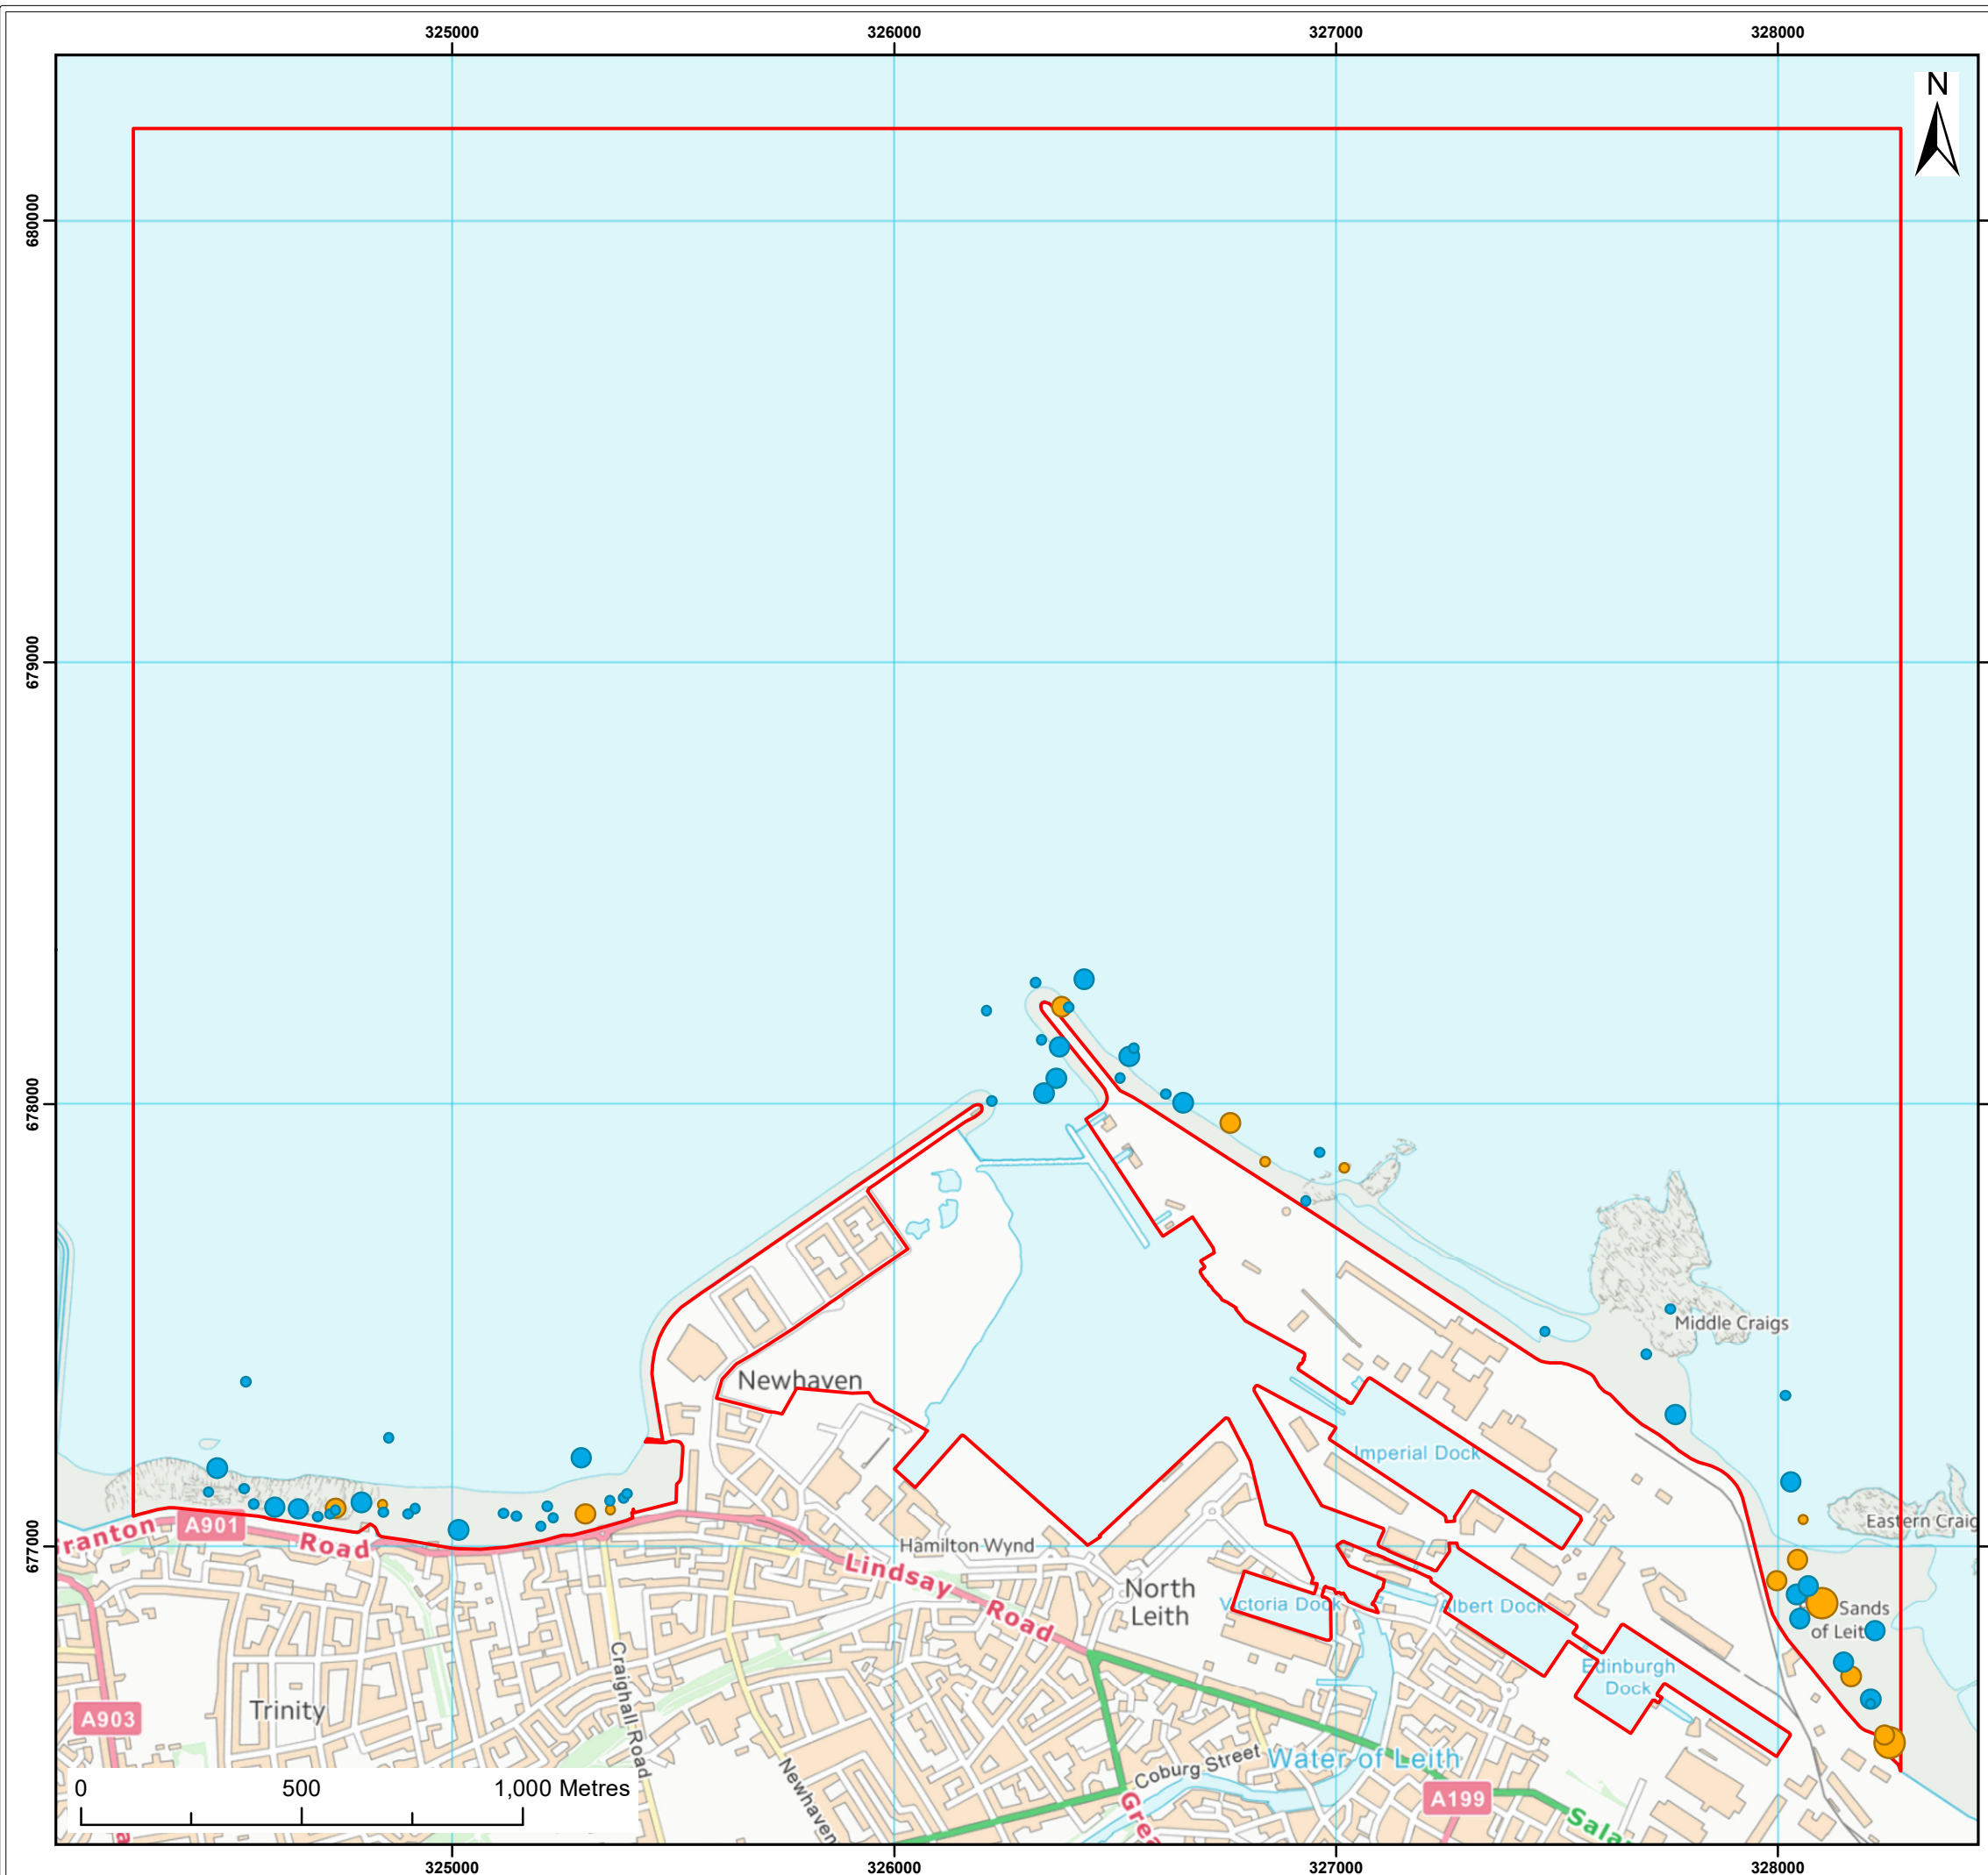 325000
326000
327000
328000
N
680000
679000
678000
677000
Middle Craigs
Newhaven
Imperial Dock
Eastern Craig
Hamilton Wynd
A901
Road
Lindsay
Road
North
Leith
Victoria Dock
Albert Dock
Sands
of Leit
Edinburgh
Dock
Trinity
A903
Craighall Road
Newhaven
Coburg Street
Water of Leith
A199
0
500
1,000 Metres
325000
326000
327000
328000